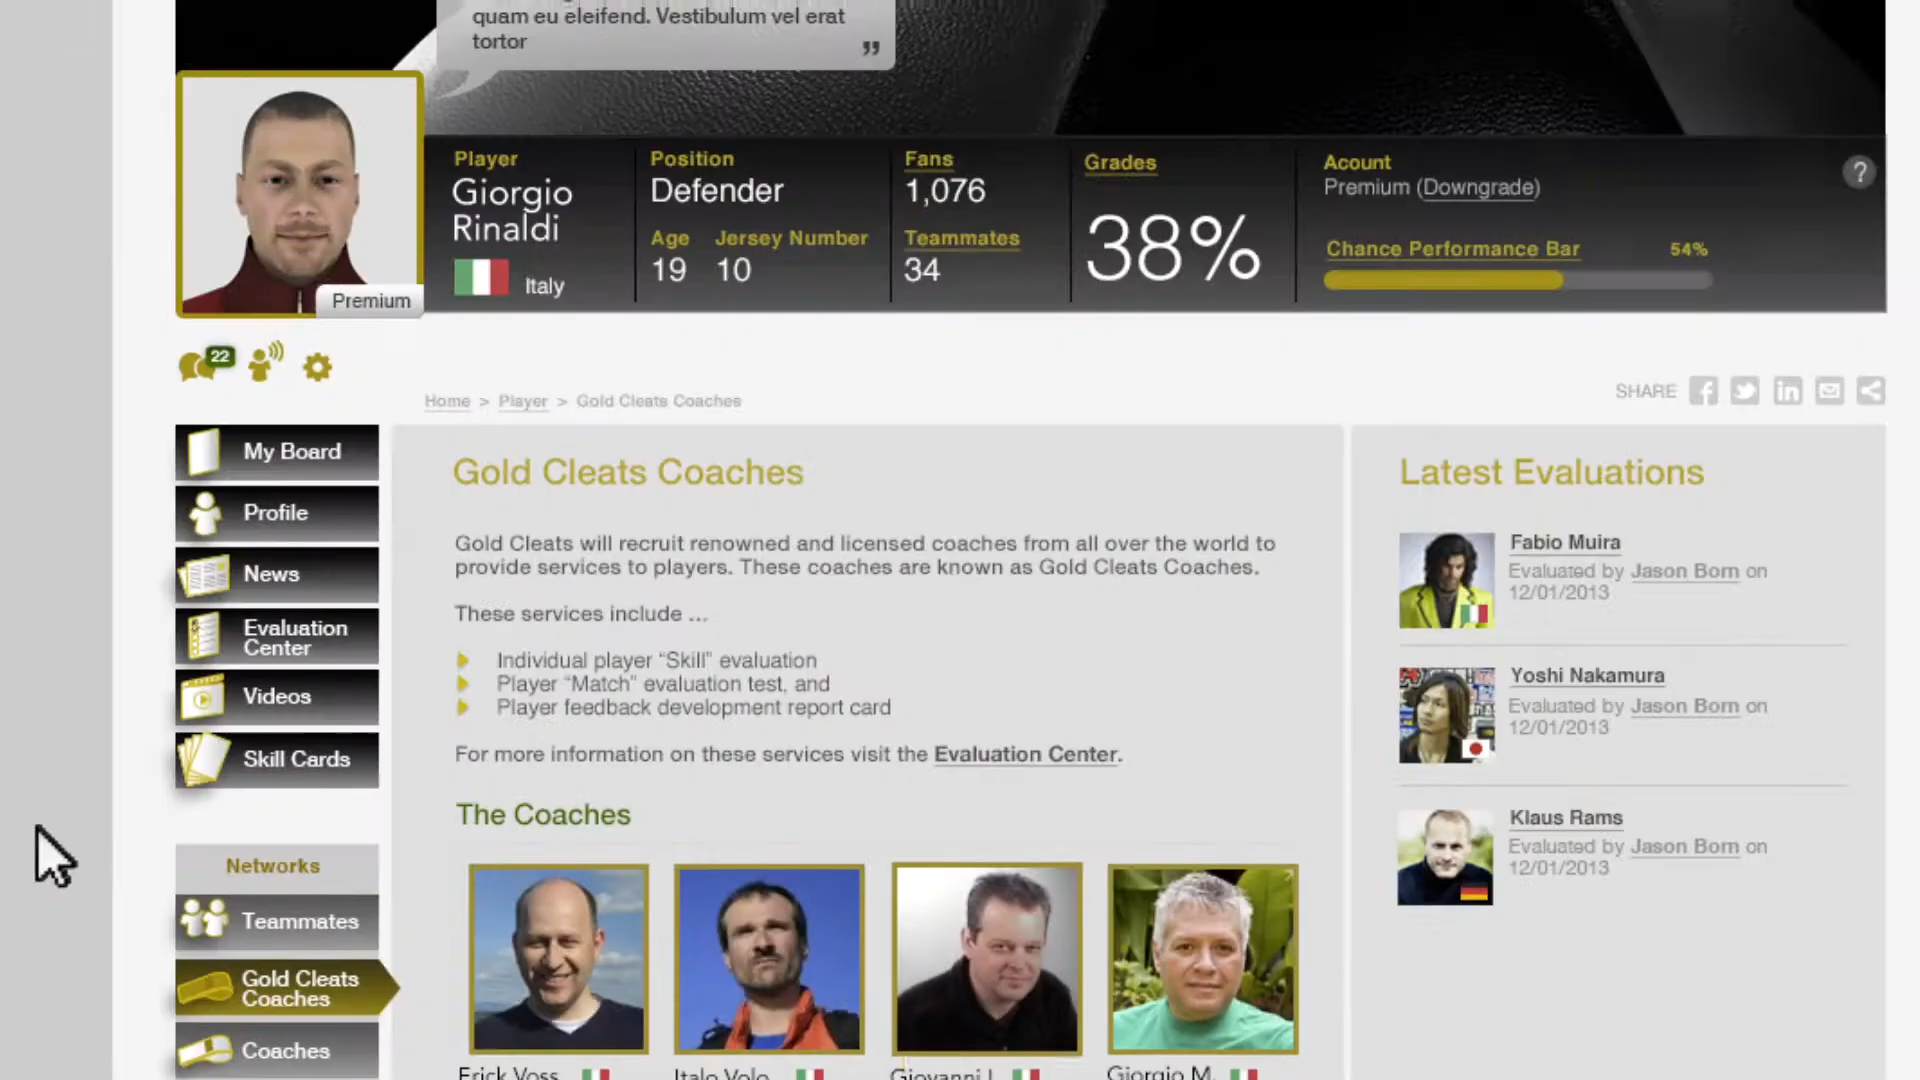 quam eu eleifend. Vestibulum vel erat
tortor
”
Premium
Player
Giorgio
Rinaldi
Italy
Position
Defender
Age Jersey Number
19 10
Fans
1,076
Teammates
34
Grades
38%
Acount
Premium (Downgrade)
?
Chance Performance Bar 54%
22
Home > Player > Gold Cleats Coaches
SHARE
My Board
Profile
News
Evaluation
Center
Videos
Skill Cards
Networks
Teammates
Gold Cleats
Coaches
Coaches
Gold Cleats Coaches
Gold Cleats will recruit renowned and licensed coaches from all over the world to
provide services to players. These coaches are known as Gold Cleats Coaches.
These services include ...
Individual player “Skill” evaluation
Player “Match” evaluation test, and
Player feedback development report card
For more information on these services visit the Evaluation Center.
The Coaches
Erick Voss
Italo Volo
Giovanni L.
Giorgio M.
Latest Evaluations
Fabio Muira
Evaluated by Jason Born on
12/01/2013
Yoshi Nakamura
Evaluated by Jason Born on
12/01/2013
Klaus Rams
Evaluated by Jason Born on
12/01/2013